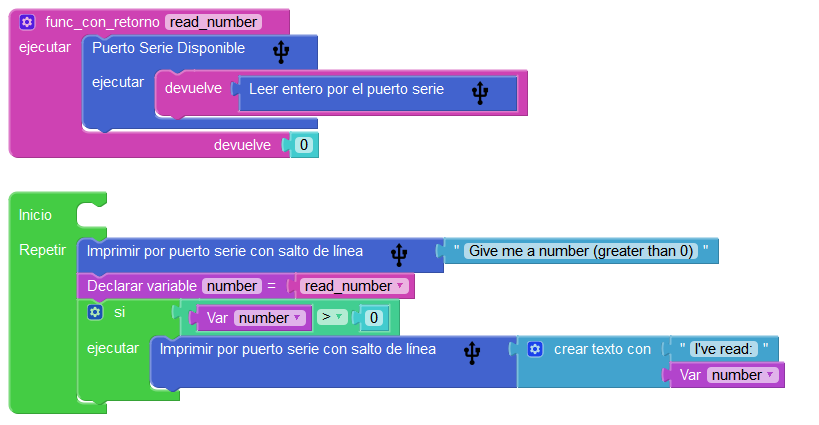 func_con_retorno read_number
ejecutar Puerto Serie Disponible
ejecutar devuelve Leer entero por el puerto serie
devuelve 0
Inicio
Repetir Imprimir por puerto serie con salto de línea " Give me a number (greater than 0) "
Declarar variable number = read_number
si Var number > 0
ejecutar Imprimir por puerto serie con salto de línea crear texto con " I've read: "
Var number